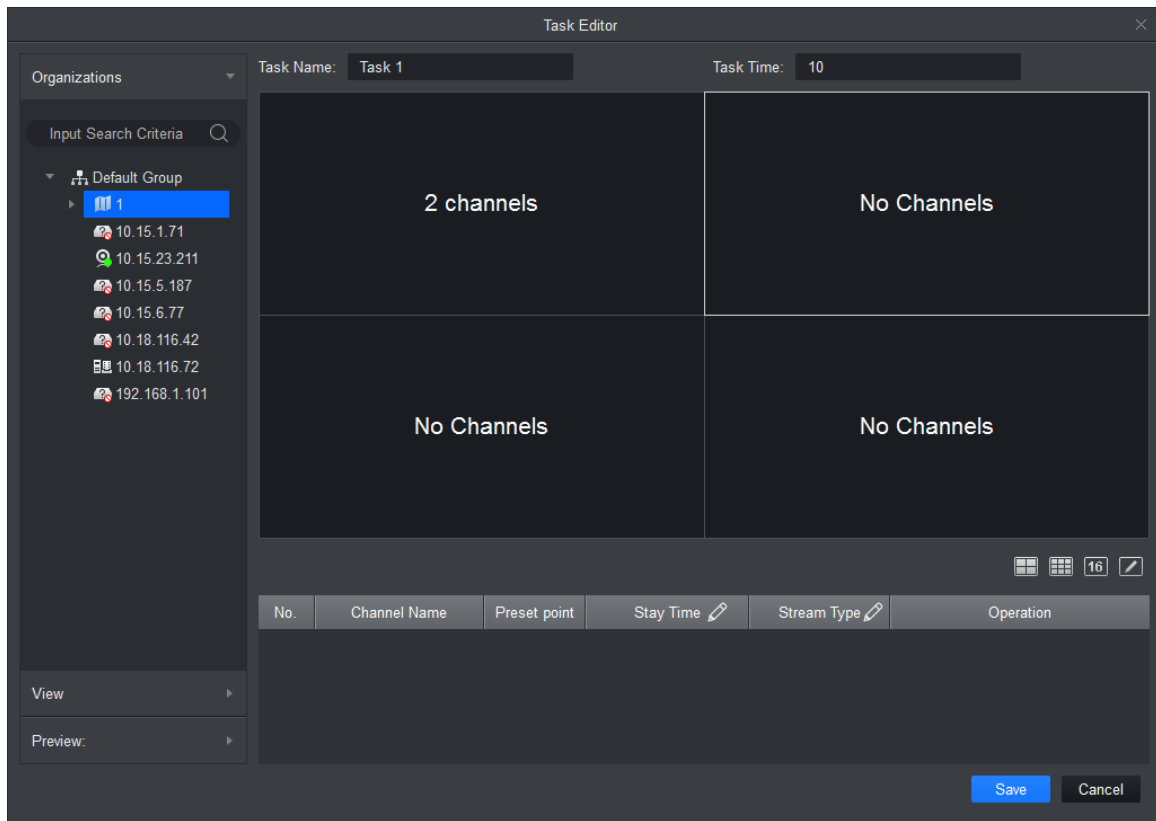 Task Editor
Organizations
Task Name: Task 1 Task Time: 10
Input Search Criteria
Default Group
1
10.15.1.71
10.15.23.211
10.15.5.187
10.15.6.77
10.18.116.42
10.18.116.72
192.168.1.101
2 channels No Channels
No Channels No Channels
16
No. Channel Name Preset point Stay Time Stream Type Operation
View
Preview:
Save Cancel